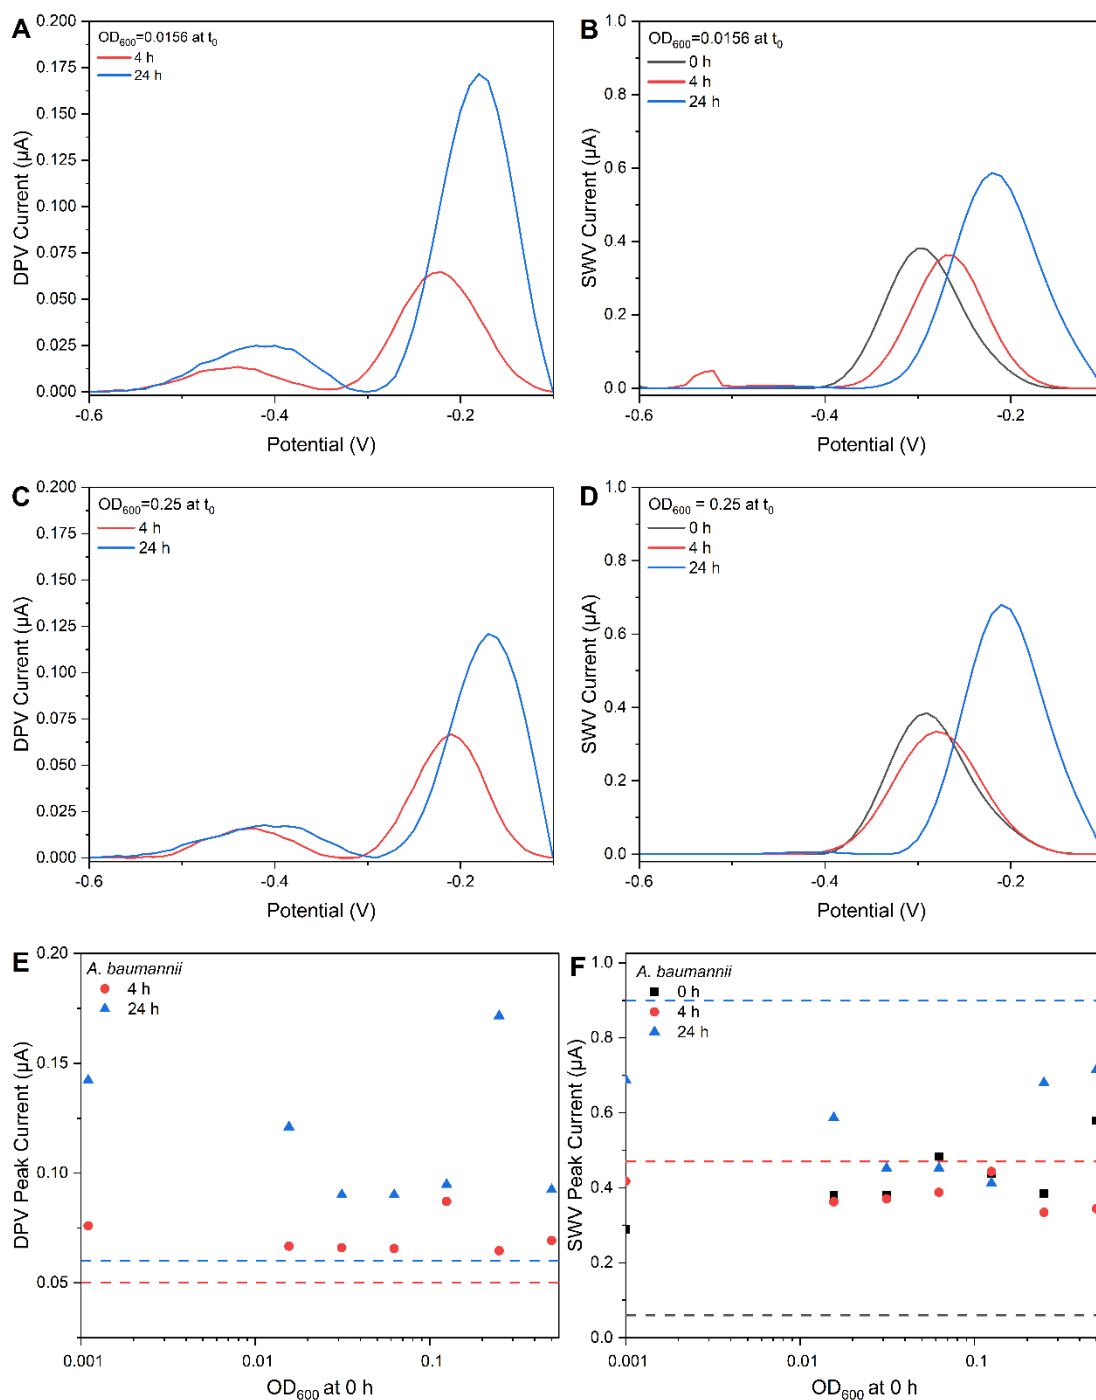 A
OD600=0.0156 at t0
4 h
24 h
DPV Current (µA)
0.200
0.175
0.150
0.125
0.100
0.075
0.050
0.025
0.000
-0.6
-0.4
-0.2
Potential (V)
B
OD600=0.0156 at t0
0 h
4 h
24 h
SWV Current (µA)
1.0
0.8
0.6
0.4
0.2
0.0
-0.6
-0.4
-0.2
Potential (V)
C
OD600=0.25 at t0
4 h
24 h
DPV Current (µA)
0.200
0.175
0.150
0.125
0.100
0.075
0.050
0.025
0.000
-0.6
-0.4
-0.2
Potential (V)
D
OD600 = 0.25 at t0
0 h
4 h
24 h
SWV Current (µA)
1.0
0.8
0.6
0.4
0.2
0.0
-0.6
-0.4
-0.2
Potential (V)
E
A. baumannii
4 h
24 h
DPV Peak Current (µA)
0.20
0.15
0.10
0.05
0.001
0.01
0.1
OD600 at 0 h
F
A. baumannii
0 h
4 h
24 h
SWV Peak Current (µA)
1.0
0.8
0.6
0.4
0.2
0.0
0.001
0.01
0.1
OD600 at 0 h